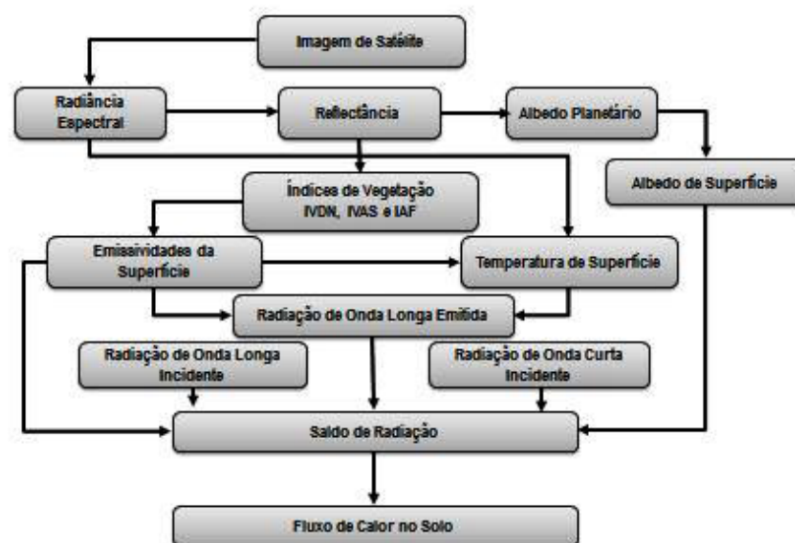 Imagem de Satélite
Radiância
Espectral
Reflectância
Albedo Planetário
Albedo de Superfície
Índices de Vegetação
IVDN, IVAS e IAF
Emissividades da
Superfície
Temperatura de Superfície
Radiação de Onda Longa Emitida
Radiação de Onda Longa
Incidente
Radiação de Onda Curta
Incidente
Saldo de Radiação
Fluxo de Calor no Solo